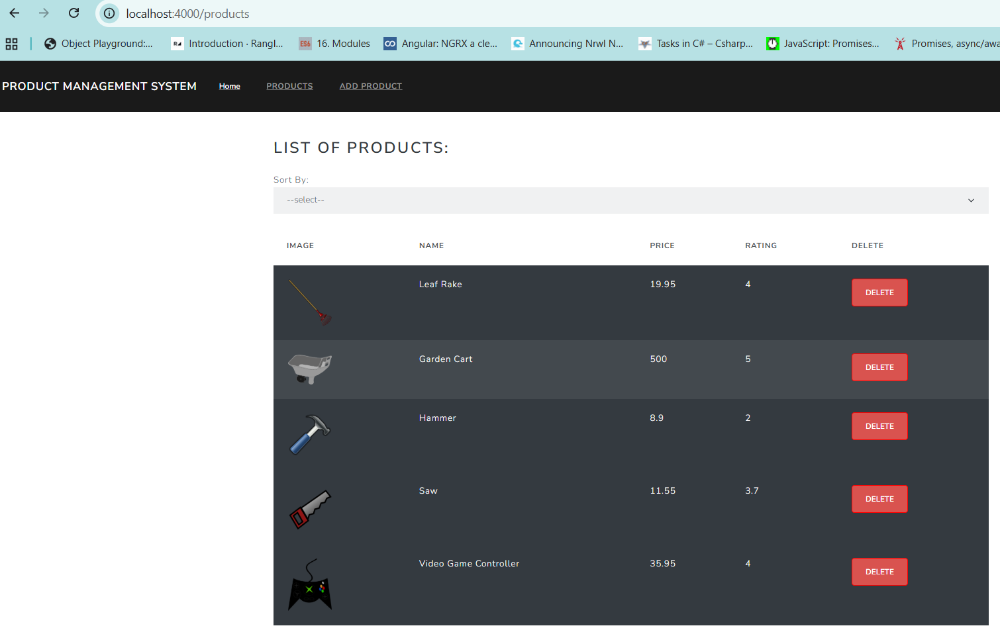 localhost:4000/products
Object Playground:... Introduction · Rangl... ES6 16. Modules Angular: NGRX a cle... Announcing Nrwl N... Tasks in C# – Csharp... JavaScript: Promises... Promises, async/awa
PRODUCT MANAGEMENT SYSTEM Home PRODUCTS ADD PRODUCT
LIST OF PRODUCTS:
Sort By:
--select--
IMAGE NAME PRICE RATING DELETE
Leaf Rake 19.95 4 DELETE
Garden Cart 500 5 DELETE
Hammer 8.9 2 DELETE
Saw 11.55 3.7 DELETE
Video Game Controller 35.95 4 DELETE